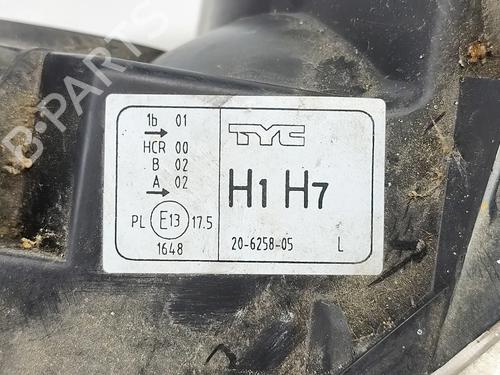 B-PARTS
1b 01
HCR 00
B 02
A 02
PL E13 17.5
1648
TYC
H1 H7
20-6258-05 L